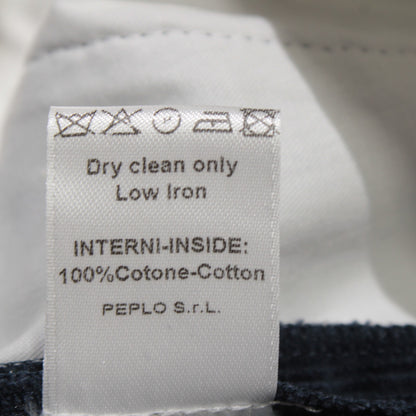 Dry clean only
Low Iron
INTERNI-INSIDE:
100%Cotone-Cotton
PEPLO S.r.L.